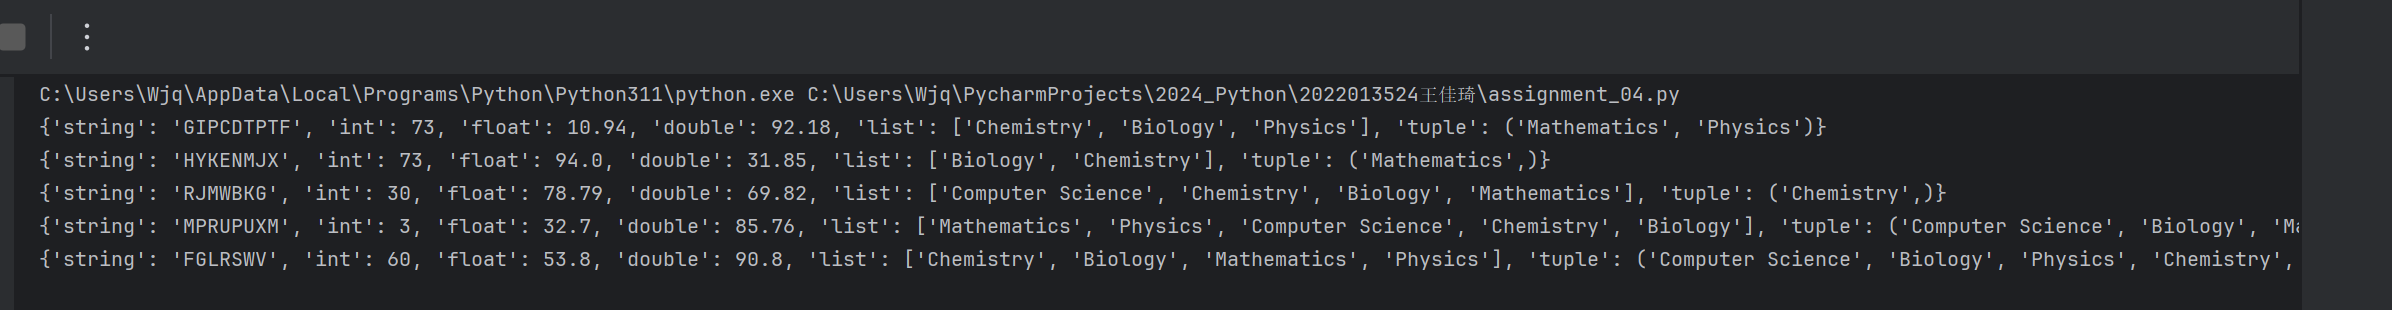 C:\Users\Wjq\AppData\Local\Programs\Python\Python311\python.exe C:\Users\Wjq\PycharmProjects\2024_Python\2022013524王佳琦\assignment_04.py
{'string': 'GIPCDTPTF', 'int': 73, 'float': 10.94, 'double': 92.18, 'list': ['Chemistry', 'Biology', 'Physics'], 'tuple': ('Mathematics', 'Physics')}
{'string': 'HYKENMJX', 'int': 73, 'float': 94.0, 'double': 31.85, 'list': ['Biology', 'Chemistry'], 'tuple': ('Mathematics',)}
{'string': 'RJMWBKG', 'int': 30, 'float': 78.79, 'double': 69.82, 'list': ['Computer Science', 'Chemistry', 'Biology', 'Mathematics'], 'tuple': ('Chemistry',)}
{'string': 'MPRUPUXM', 'int': 3, 'float': 32.7, 'double': 85.76, 'list': ['Mathematics', 'Physics', 'Computer Science', 'Chemistry', 'Biology'], 'tuple': ('Computer Science', 'Biology',
{'string': 'FGLRSWV', 'int': 60, 'float': 53.8, 'double': 90.8, 'list': ['Chemistry', 'Biology', 'Mathematics', 'Physics'], 'tuple': ('Computer Science', 'Biology', 'Physics', 'Chemistry',